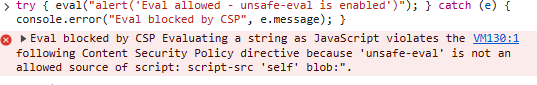 > try { eval("alert('Eval allowed - unsafe-eval is enabled')"); } catch (e) {
console.error("Eval blocked by CSP", e.message); }
▶Eval blocked by CSP Evaluating a string as JavaScript violates the VM130:1
following Content Security Policy directive because 'unsafe-eval' is not an
allowed source of script: script-src 'self' blob:".